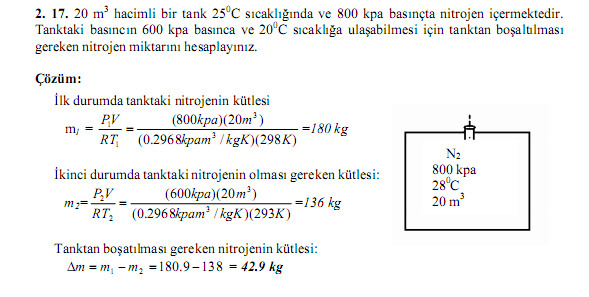 2. 17. 20 m³ hacimli bir tank 25⁰C sıcaklığında ve 800 kpa basınçta nitrojen içermektedir.
Tanktaki basıncın 600 kpa basınca ve 20⁰C sıcaklığa ulaşabilmesi için tanktan boşaltılması
gereken nitrojen miktarını hesaplayınız.
Çözüm:
İlk durumda tanktaki nitrojenin kütlesi
m₁ = P₁V / RT₁ = (800kpa)(20m³) / (0.2968kpam³ / kgK)(298K) =180 kg
İkinci durumda tanktaki nitrojenin olması gereken kütlesi:
m₂= P₂V / RT₂ = (600kpa)(20m³) / (0.2968kpam³ / kgK)(293K) =136 kg
Tanktan boşatılması gereken nitrojenin kütlesi:
Δm = m₁ − m₂ =180.9−138 = 42.9 kg
N₂
800 kpa
28⁰C
20 m³